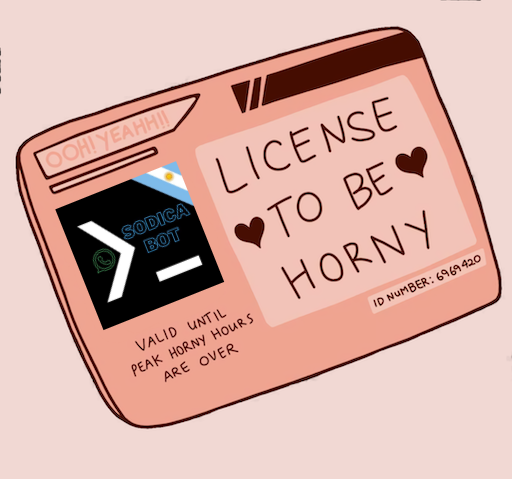 OOH! YEAHH!!
LICENSE
TO BE
HORNY
SODICA
BOT
ID NUMBER: 6969420
VALID UNTIL
PEAK HORNY HOURS
ARE OVER